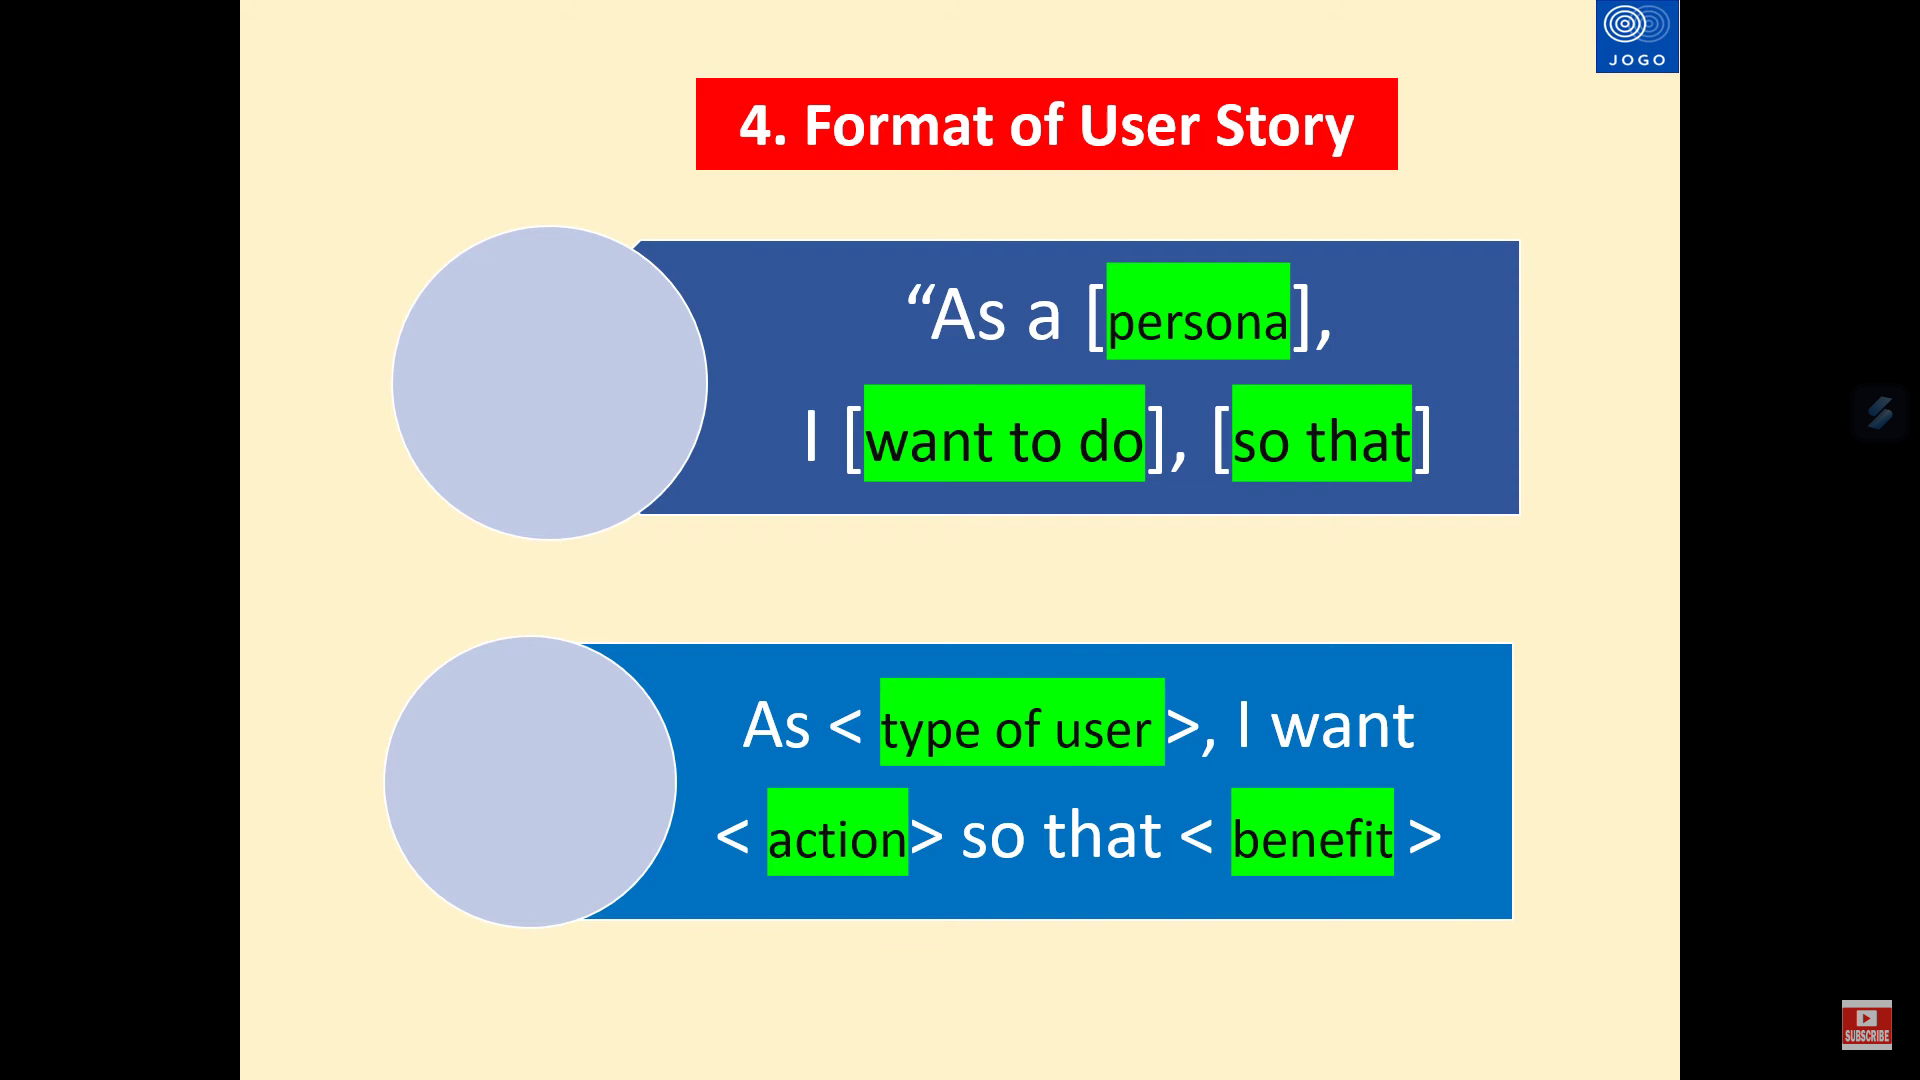 JOGO
4. Format of User Story
“As a [persona],
I [want to do], [so that]
As < type of user >, I want
< action> so that < benefit >
SUBSCRIBE